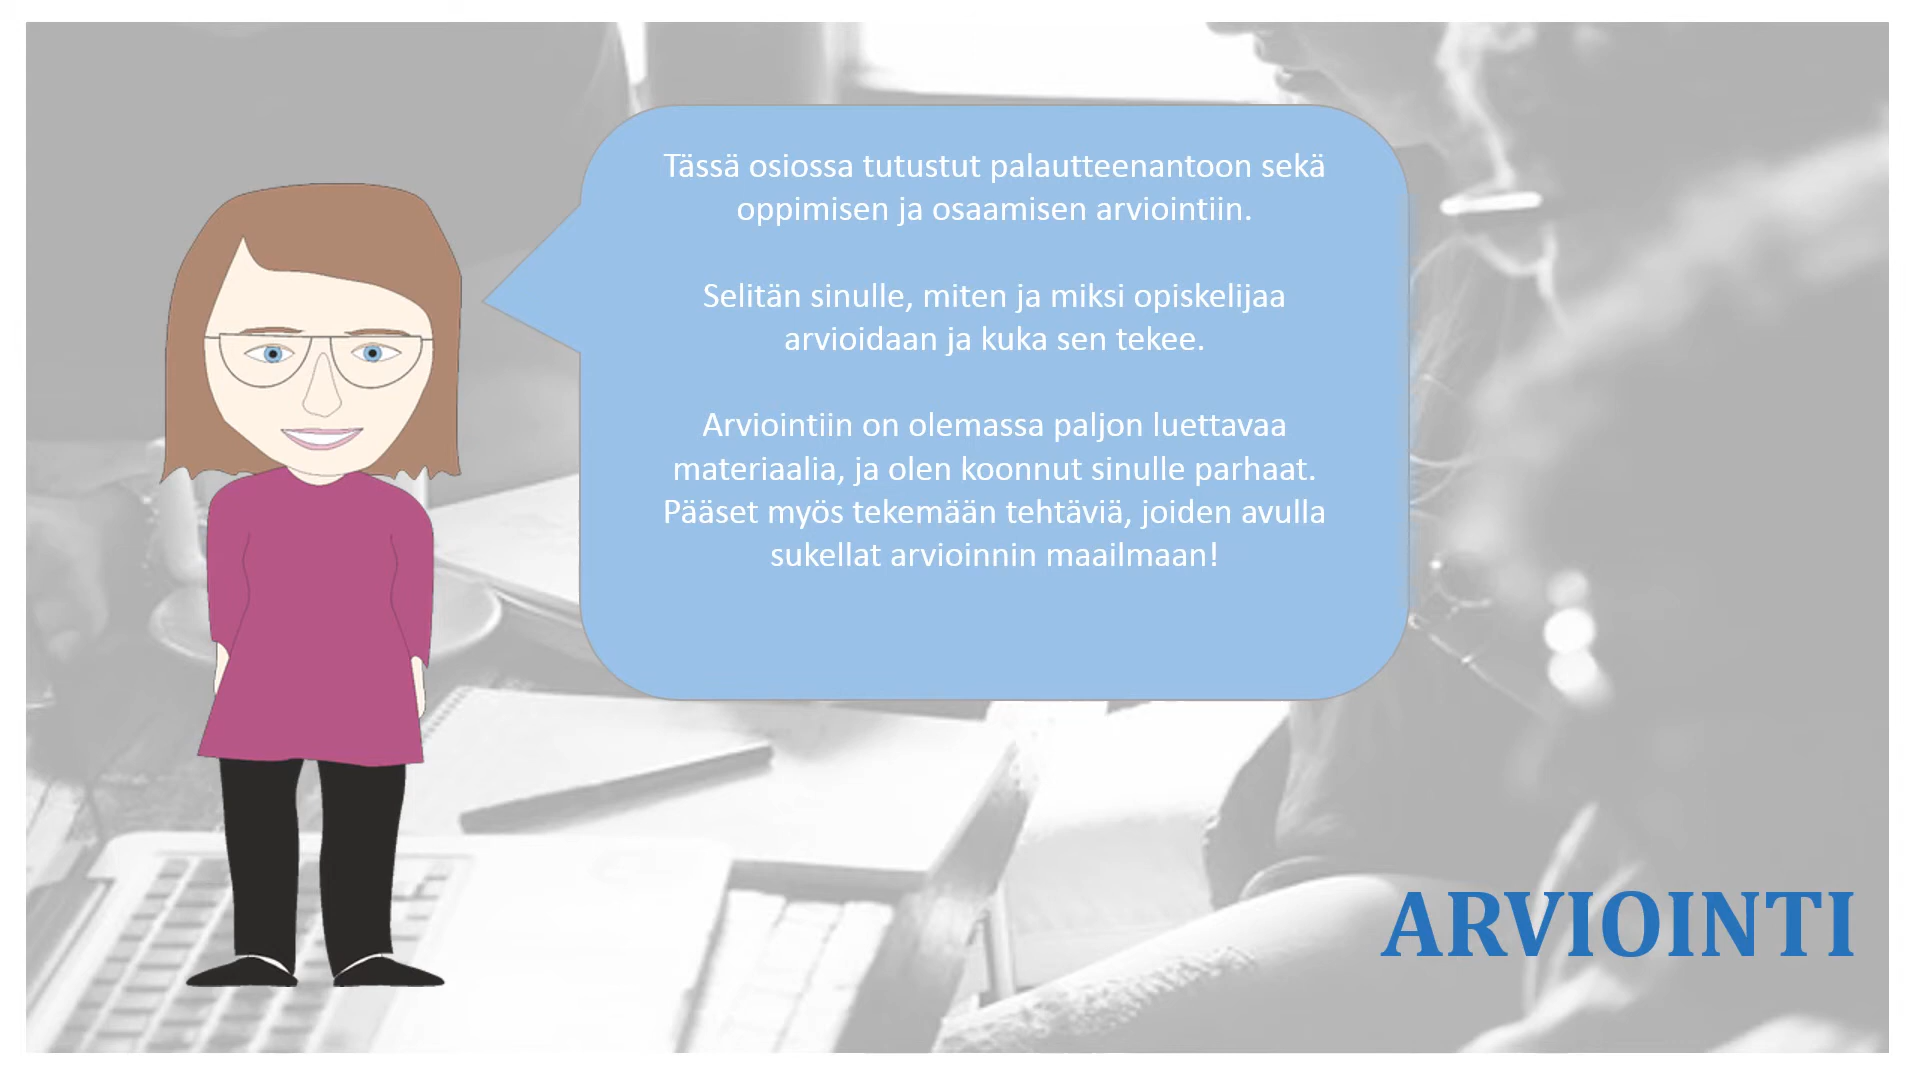 Tässä osiossa tutustut palautteenantoon sekä
oppimisen ja osaamisen arviointiin.
Selitän sinulle, miten ja miksi opiskelijaa
arvioidaan ja kuka sen tekee.
Arviointiin on olemassa paljon luettavaa
materiaalia, ja olen koonnut sinulle parhaat.
Pääset myös tekemään tehtäviä, joiden avulla
sukellat arvioinnin maailmaan!
ARVIOINTI